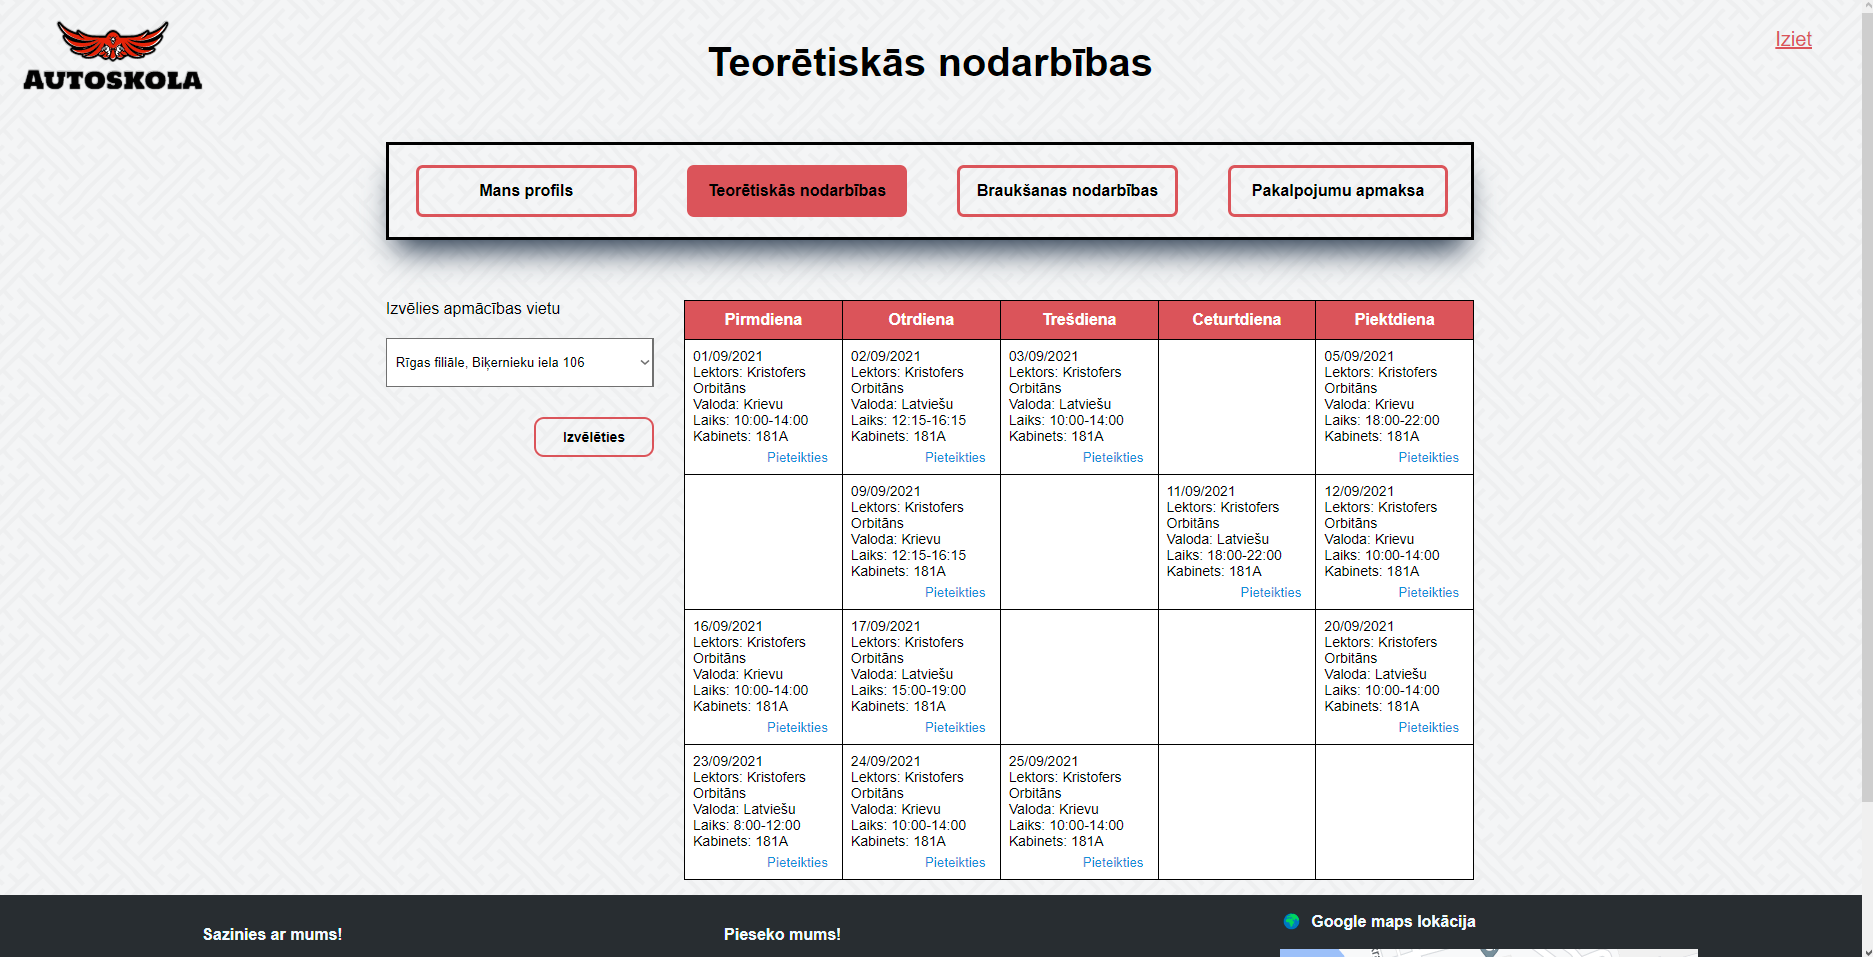 AUTOSKOLA
Teorētiskās nodarbības
Iziet
Mans profils
Teorētiskās nodarbības
Braukšanas nodarbības
Pakalpojumu apmaksa
Izvēlies apmācības vietu
Rīgas filiāle, Biķernieku iela 106
Izvēlēties
Pirmdiena
Otrdiena
Trešdiena
Ceturtdiena
Piektdiena
01/09/2021
Lektors: Kristofers
Orbitāns
Valoda: Krievu
Laiks: 10:00-14:00
Kabinets: 181A
Pieteikties
02/09/2021
Lektors: Kristofers
Orbitāns
Valoda: Latviešu
Laiks: 12:15-16:15
Kabinets: 181A
Pieteikties
03/09/2021
Lektors: Kristofers
Orbitāns
Valoda: Latviešu
Laiks: 10:00-14:00
Kabinets: 181A
Pieteikties
05/09/2021
Lektors: Kristofers
Orbitāns
Valoda: Krievu
Laiks: 18:00-22:00
Kabinets: 181A
Pieteikties
09/09/2021
Lektors: Kristofers
Orbitāns
Valoda: Krievu
Laiks: 12:15-16:15
Kabinets: 181A
Pieteikties
11/09/2021
Lektors: Kristofers
Orbitāns
Valoda: Latviešu
Laiks: 18:00-22:00
Kabinets: 181A
Pieteikties
12/09/2021
Lektors: Kristofers
Orbitāns
Valoda: Krievu
Laiks: 10:00-14:00
Kabinets: 181A
Pieteikties
16/09/2021
Lektors: Kristofers
Orbitāns
Valoda: Krievu
Laiks: 10:00-14:00
Kabinets: 181A
Pieteikties
17/09/2021
Lektors: Kristofers
Orbitāns
Valoda: Latviešu
Laiks: 15:00-19:00
Kabinets: 181A
Pieteikties
20/09/2021
Lektors: Kristofers
Orbitāns
Valoda: Latviešu
Laiks: 10:00-14:00
Kabinets: 181A
Pieteikties
23/09/2021
Lektors: Kristofers
Orbitāns
Valoda: Latviešu
Laiks: 8:00-12:00
Kabinets: 181A
Pieteikties
24/09/2021
Lektors: Kristofers
Orbitāns
Valoda: Krievu
Laiks: 10:00-14:00
Kabinets: 181A
Pieteikties
25/09/2021
Lektors: Kristofers
Orbitāns
Valoda: Krievu
Laiks: 10:00-14:00
Kabinets: 181A
Pieteikties
Sazinies ar mums!
Pieseko mums!
Google maps lokācija